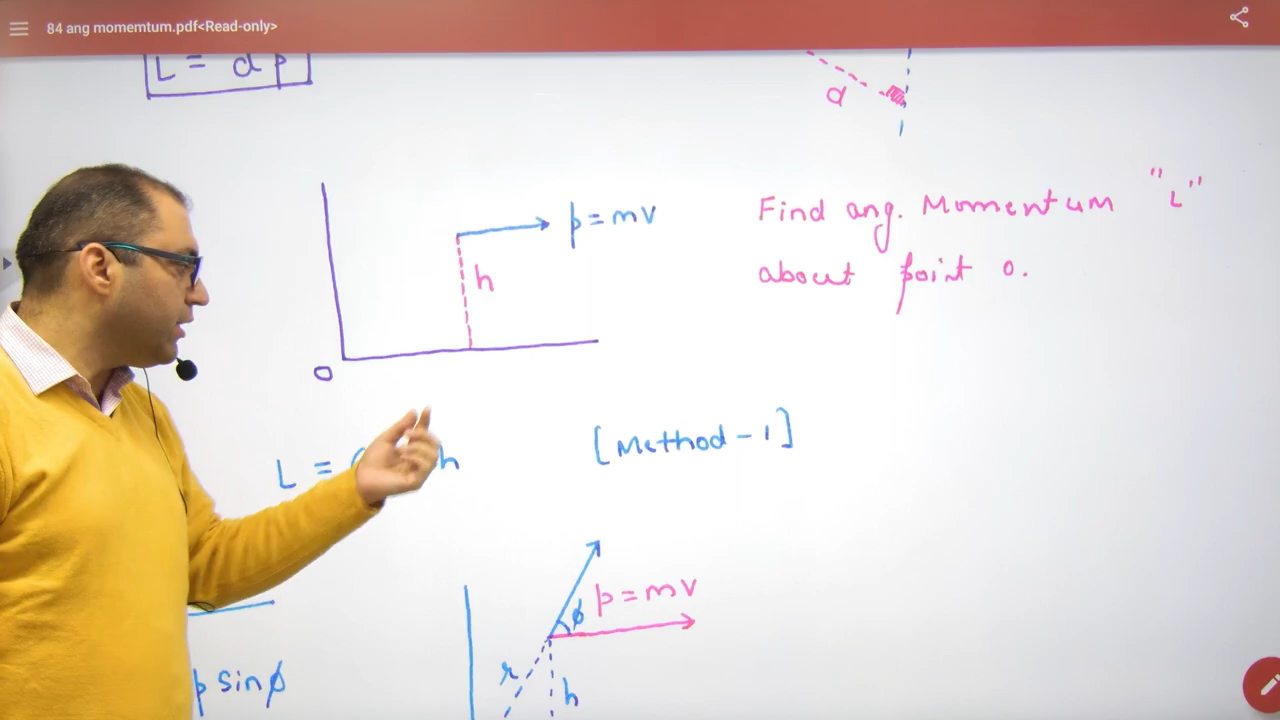 84 ang momemtum.pdf<Read-only>
L = d p
d
p = mv
h
O
Find ang. Momentum "L"
about point o.
L = h
[Method - 1]
p = mv
ϕ
r
h
p sinϕ